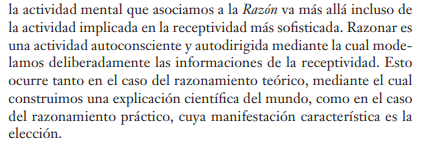 la actividad mental que asociamos a la Razón va más allá incluso de
la actividad implicada en la receptividad más sofisticada. Razonar es
una actividad autoconsciente y autodirigida mediante la cual mode-
lamos deliberadamente las informaciones de la receptividad. Esto
ocurre tanto en el caso del razonamiento teórico, mediante el cual
construimos una explicación científica del mundo, como en el caso
del razonamiento práctico, cuya manifestación característica es la
elección.